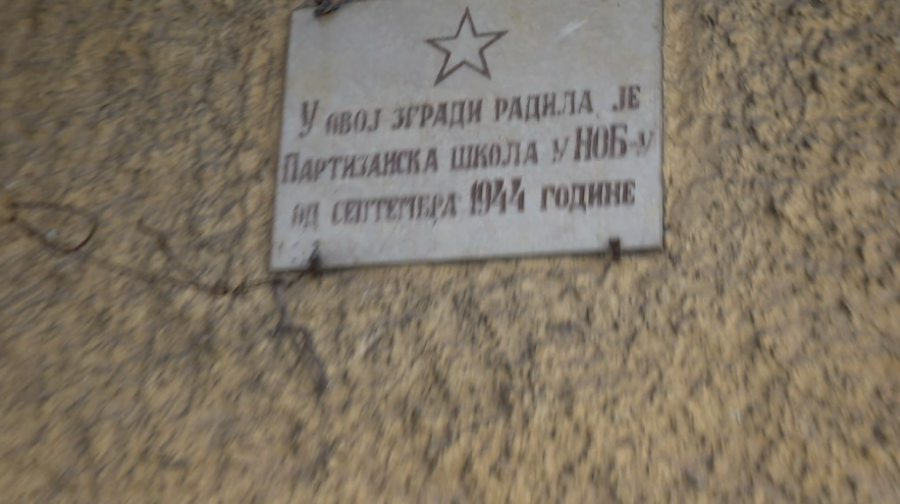 У овој згради радила је
Партизанска школа у НОБ-у
од септембра 1944 године